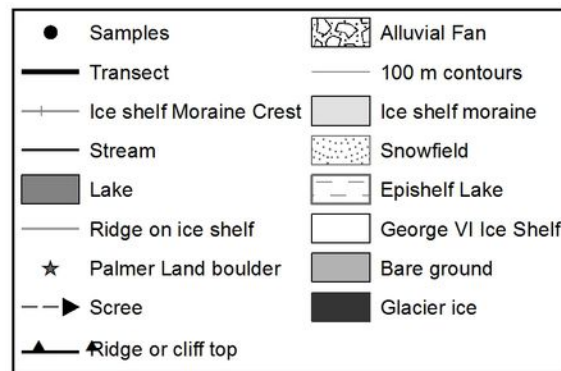 Samples
Transect
Ice shelf Moraine Crest
Stream
Lake
Ridge on ice shelf
Palmer Land boulder
Scree
Ridge or cliff top
Alluvial Fan
100 m contours
Ice shelf moraine
Snowfield
Epishelf Lake
George VI Ice Shelf
Bare ground
Glacier ice